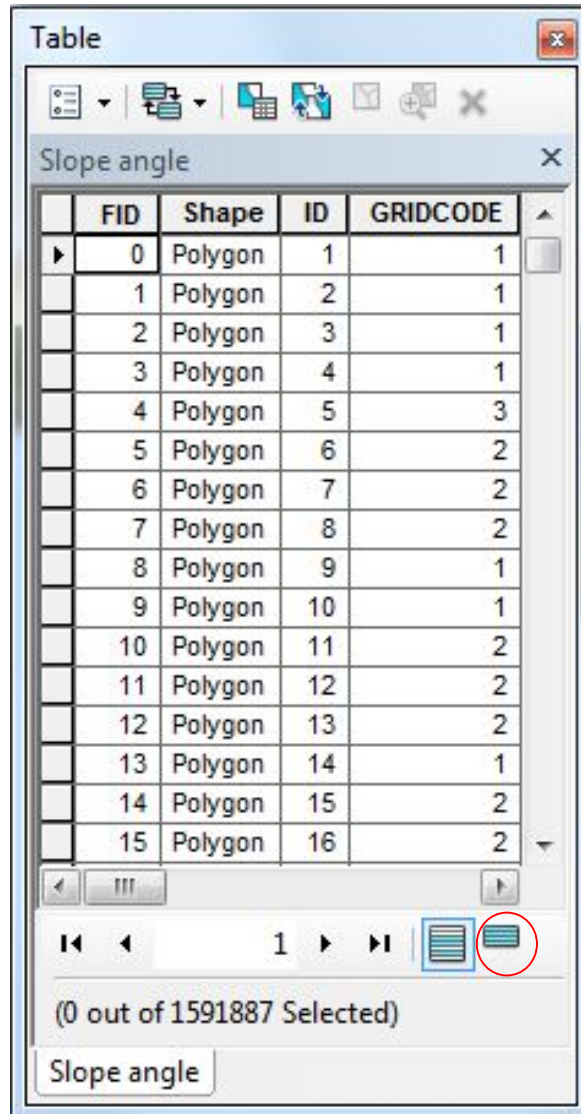 Table
Slope angle
FID Shape ID GRIDCODE
0 Polygon 1 1
1 Polygon 2 1
2 Polygon 3 1
3 Polygon 4 1
4 Polygon 5 3
5 Polygon 6 2
6 Polygon 7 2
7 Polygon 8 2
8 Polygon 9 1
9 Polygon 10 1
10 Polygon 11 2
11 Polygon 12 2
12 Polygon 13 2
13 Polygon 14 1
14 Polygon 15 2
15 Polygon 16 2
1
(0 out of 1591887 Selected)
Slope angle